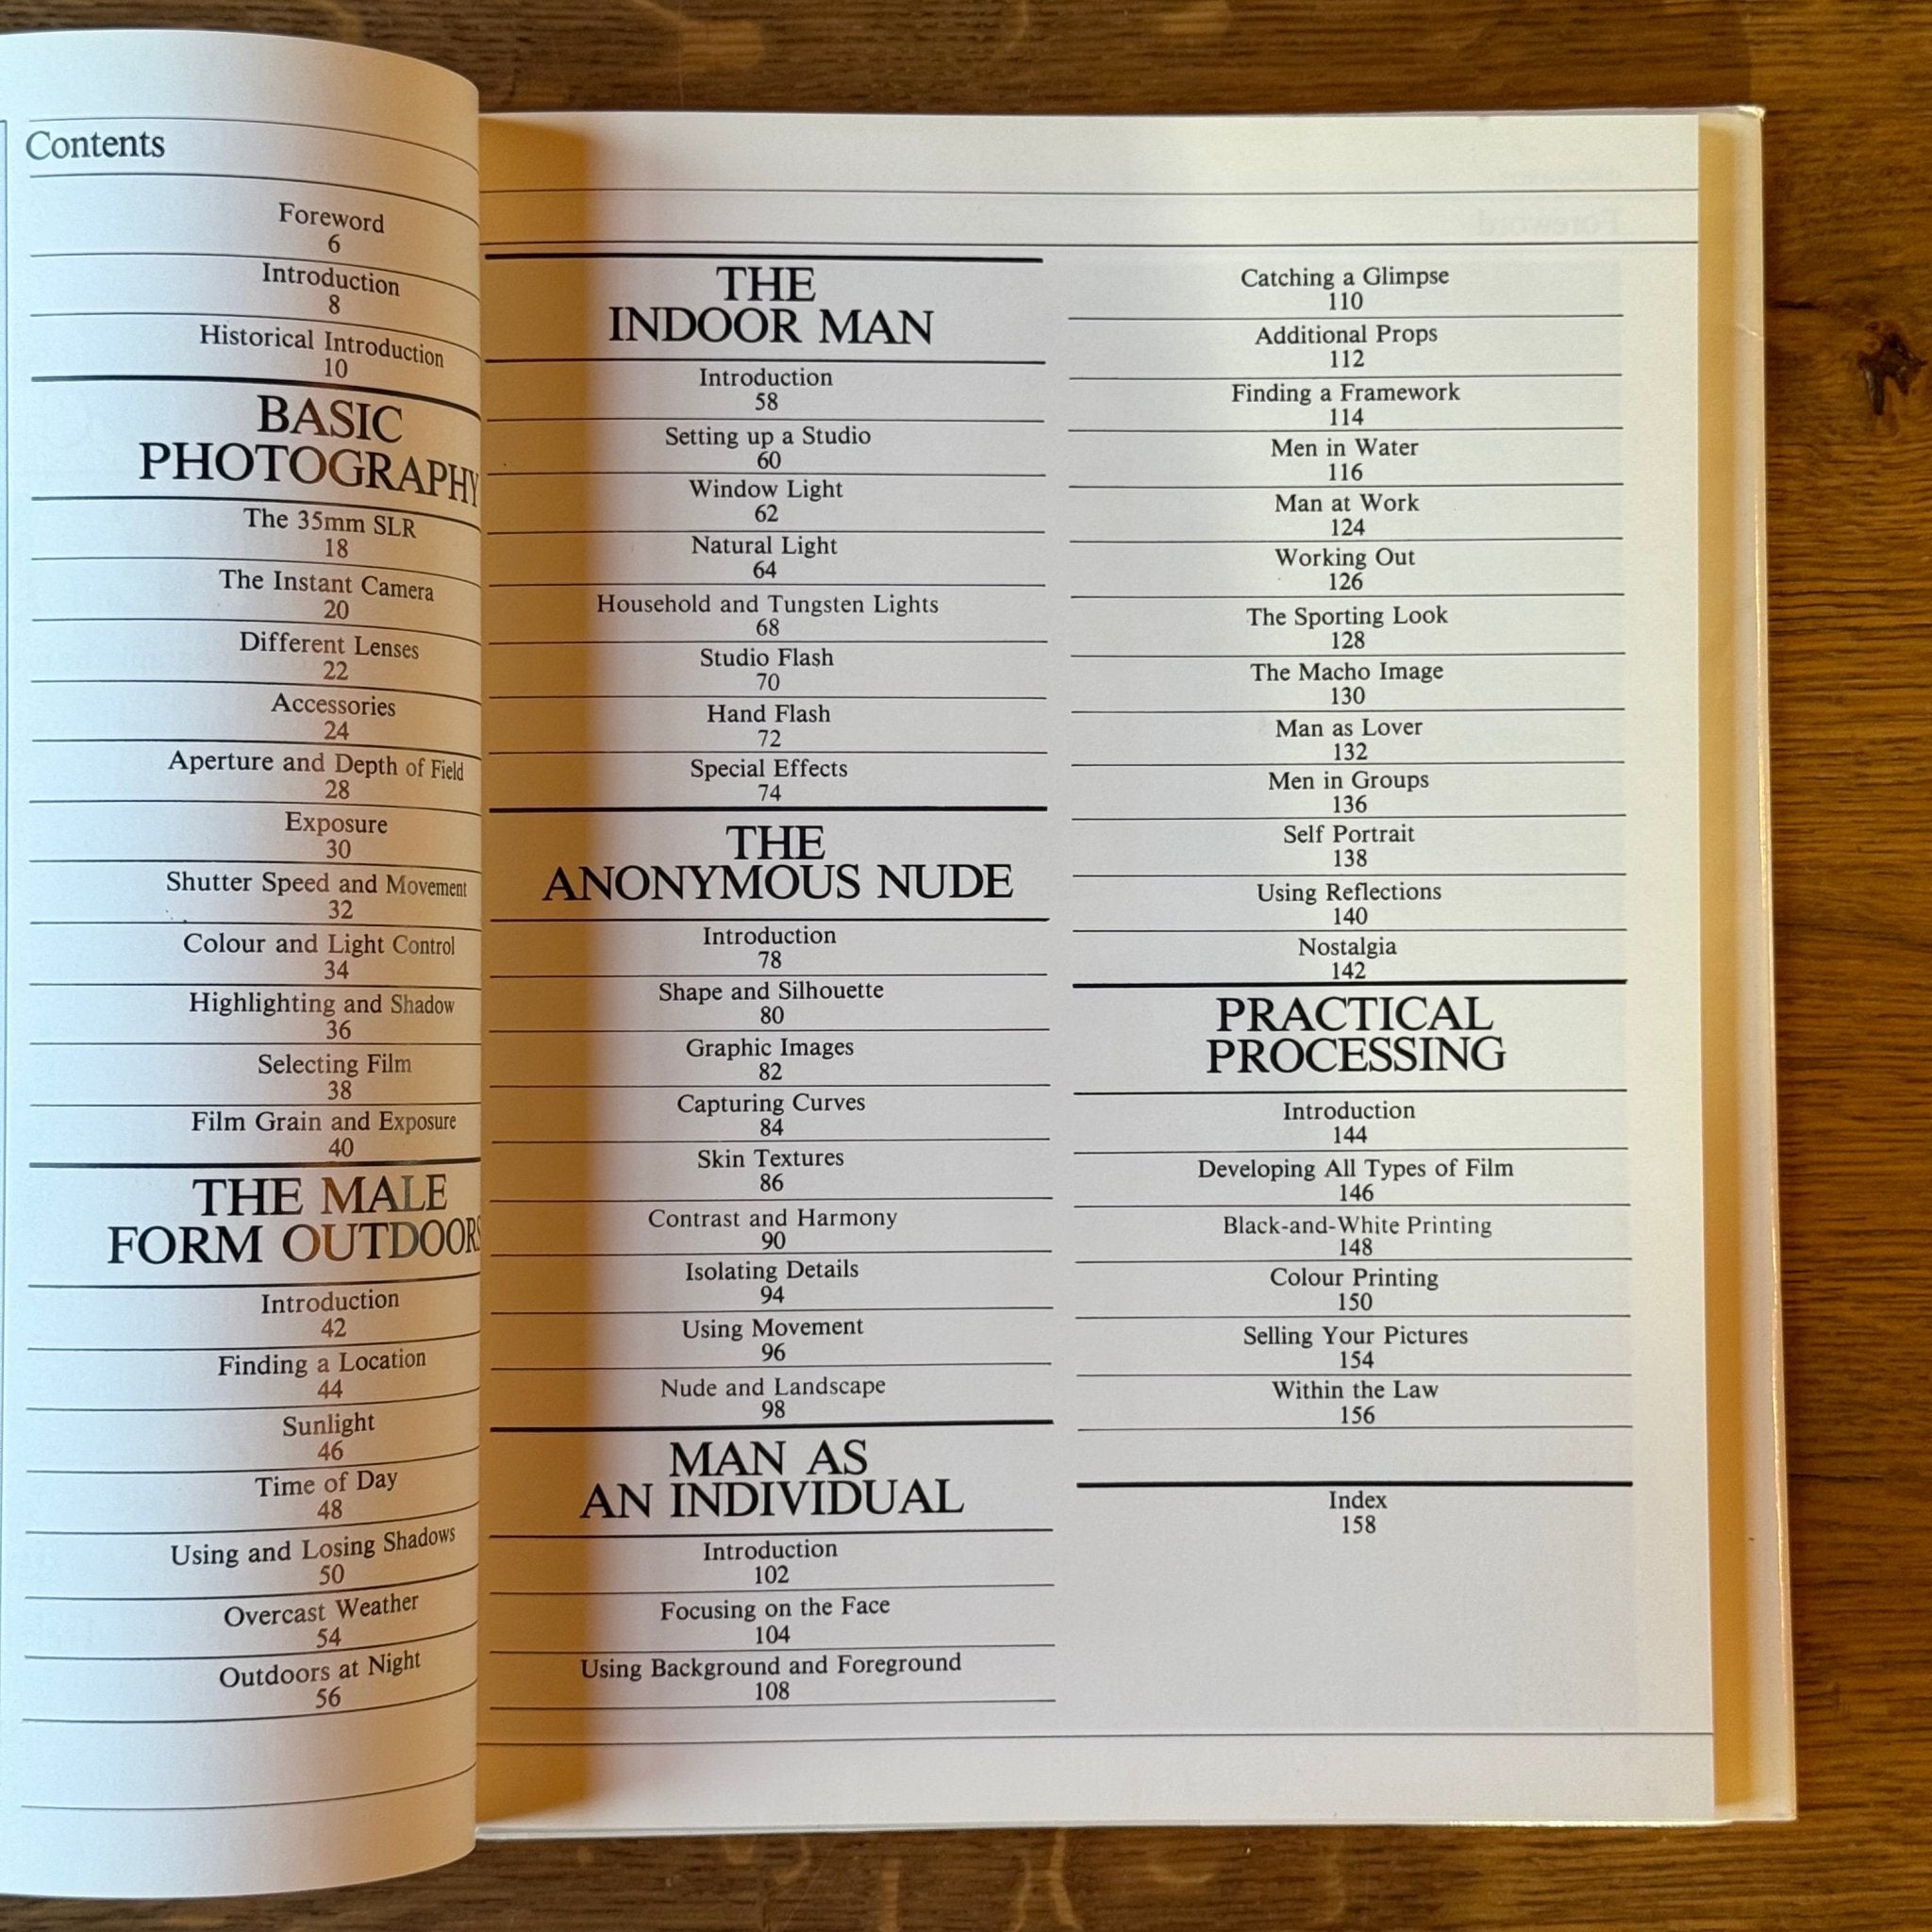 Contents
Foreword
6
Introduction
8
Historical Introduction
10
BASIC
PHOTOGRAPHY
The 35mm SLR
18
The Instant Camera
20
Different Lenses
22
Accessories
24
Aperture and Depth of Field
28
Exposure
30
Shutter Speed and Movement
32
Colour and Light Control
34
Highlighting and Shadow
36
Selecting Film
38
Film Grain and Exposure
40
THE MALE
FORM OUTDOORS
Introduction
42
Finding a Location
44
Sunlight
46
Time of Day
48
Using and Losing Shadows
50
Overcast Weather
54
Outdoors at Night
56
THE
INDOOR MAN
Introduction
58
Setting up a Studio
60
Window Light
62
Natural Light
64
Household and Tungsten Lights
68
Studio Flash
70
Hand Flash
72
Special Effects
74
THE
ANONYMOUS NUDE
Introduction
78
Shape and Silhouette
80
Graphic Images
82
Capturing Curves
84
Skin Textures
86
Contrast and Harmony
90
Isolating Details
94
Using Movement
96
Nude and Landscape
98
MAN AS
AN INDIVIDUAL
Introduction
102
Focusing on the Face
104
Using Background and Foreground
108
Catching a Glimpse
110
Additional Props
112
Finding a Framework
114
Men in Water
116
Man at Work
124
Working Out
126
The Sporting Look
128
The Macho Image
130
Man as Lover
132
Men in Groups
136
Self Portrait
138
Using Reflections
140
Nostalgia
142
PRACTICAL
PROCESSING
Introduction
144
Developing All Types of Film
146
Black-and-White Printing
148
Colour Printing
150
Selling Your Pictures
154
Within the Law
156
Index
158